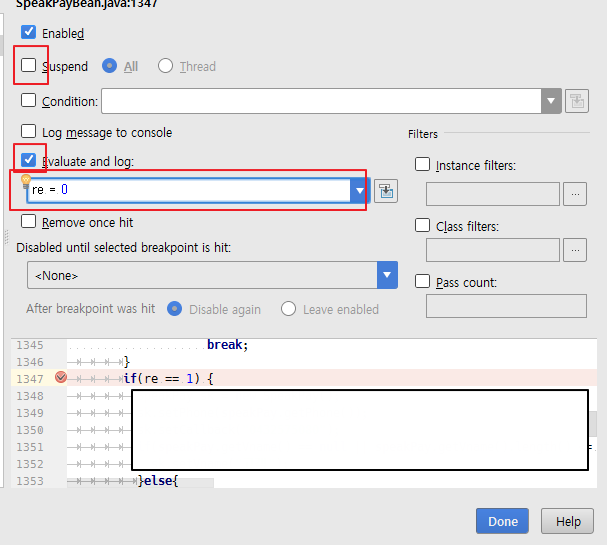 SpeakPayBean.java:1347
Enabled
Suspend All Thread
Condition:
Log message to console
Filters
Evaluate and log:
Instance filters:
re = 0
...
Remove once hit
Class filters:
...
Disabled until selected breakpoint is hit:
<None>
Pass count:
After breakpoint was hit Disable again Leave enabled
1345 break;
1346 }
1347 if(re == 1) {
1348
1349
1350
1351 =
1352
1353 }else{
Done Help